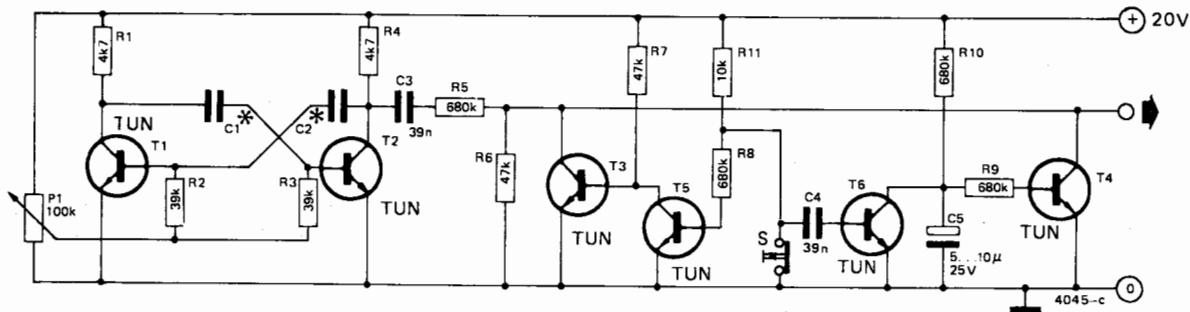 R1
4k7
R4
4k7
C3
39n
R5
680k
R7
47k
R11
10k
R10
680k
+ 20V
TUN
T1
C1 *
C2 *
T2
TUN
R2
39k
R3
39k
P1
100k
R6
47k
T3
TUN
T5
TUN
R8
680k
S
C4
39n
T6
TUN
R9
680k
C5
5...10µ
25V
T4
TUN
4045-c
0